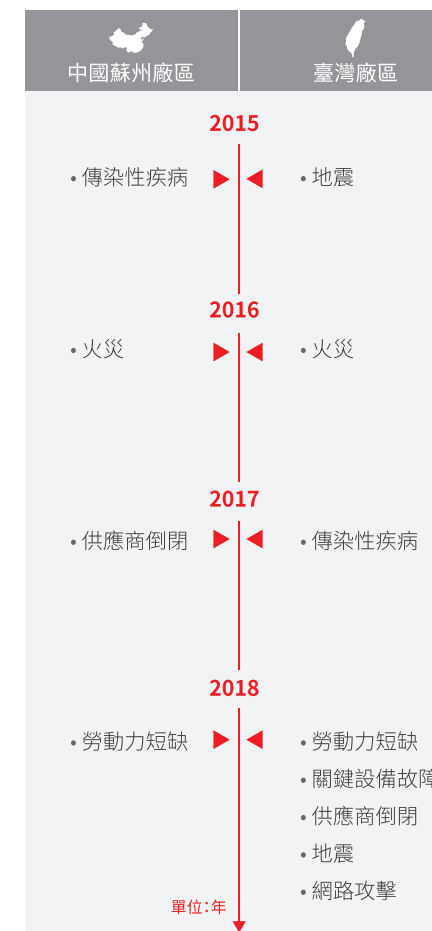 中國蘇州廠區
臺灣廠區
2015
• 傳染性疾病
• 地震
2016
• 火災
• 火災
2017
• 供應商倒閉
• 傳染性疾病
2018
• 勞動力短缺
• 勞動力短缺
• 關鍵設備故障
• 供應商倒閉
• 地震
• 網路攻擊
單位:年